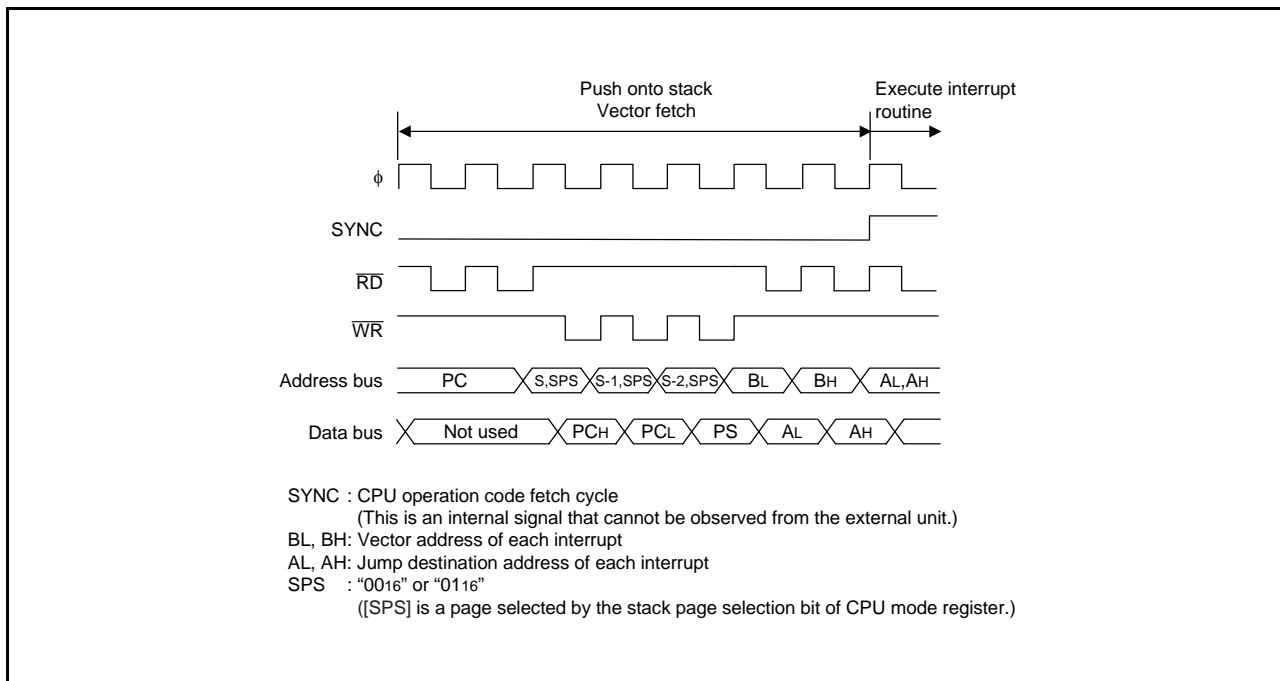 Push onto stack
Vector fetch
Execute interrupt
routine
ϕ
SYNC
RD
WR
Address bus
PC
S,SPS
S-1,SPS
S-2,SPS
BL
BH
AL,AH
Data bus
Not used
PCH
PCL
PS
AL
AH
SYNC : CPU operation code fetch cycle
(This is an internal signal that cannot be observed from the external unit.)
BL, BH: Vector address of each interrupt
AL, AH: Jump destination address of each interrupt
SPS : “0016” or “0116”
([SPS] is a page selected by the stack page selection bit of CPU mode register.)